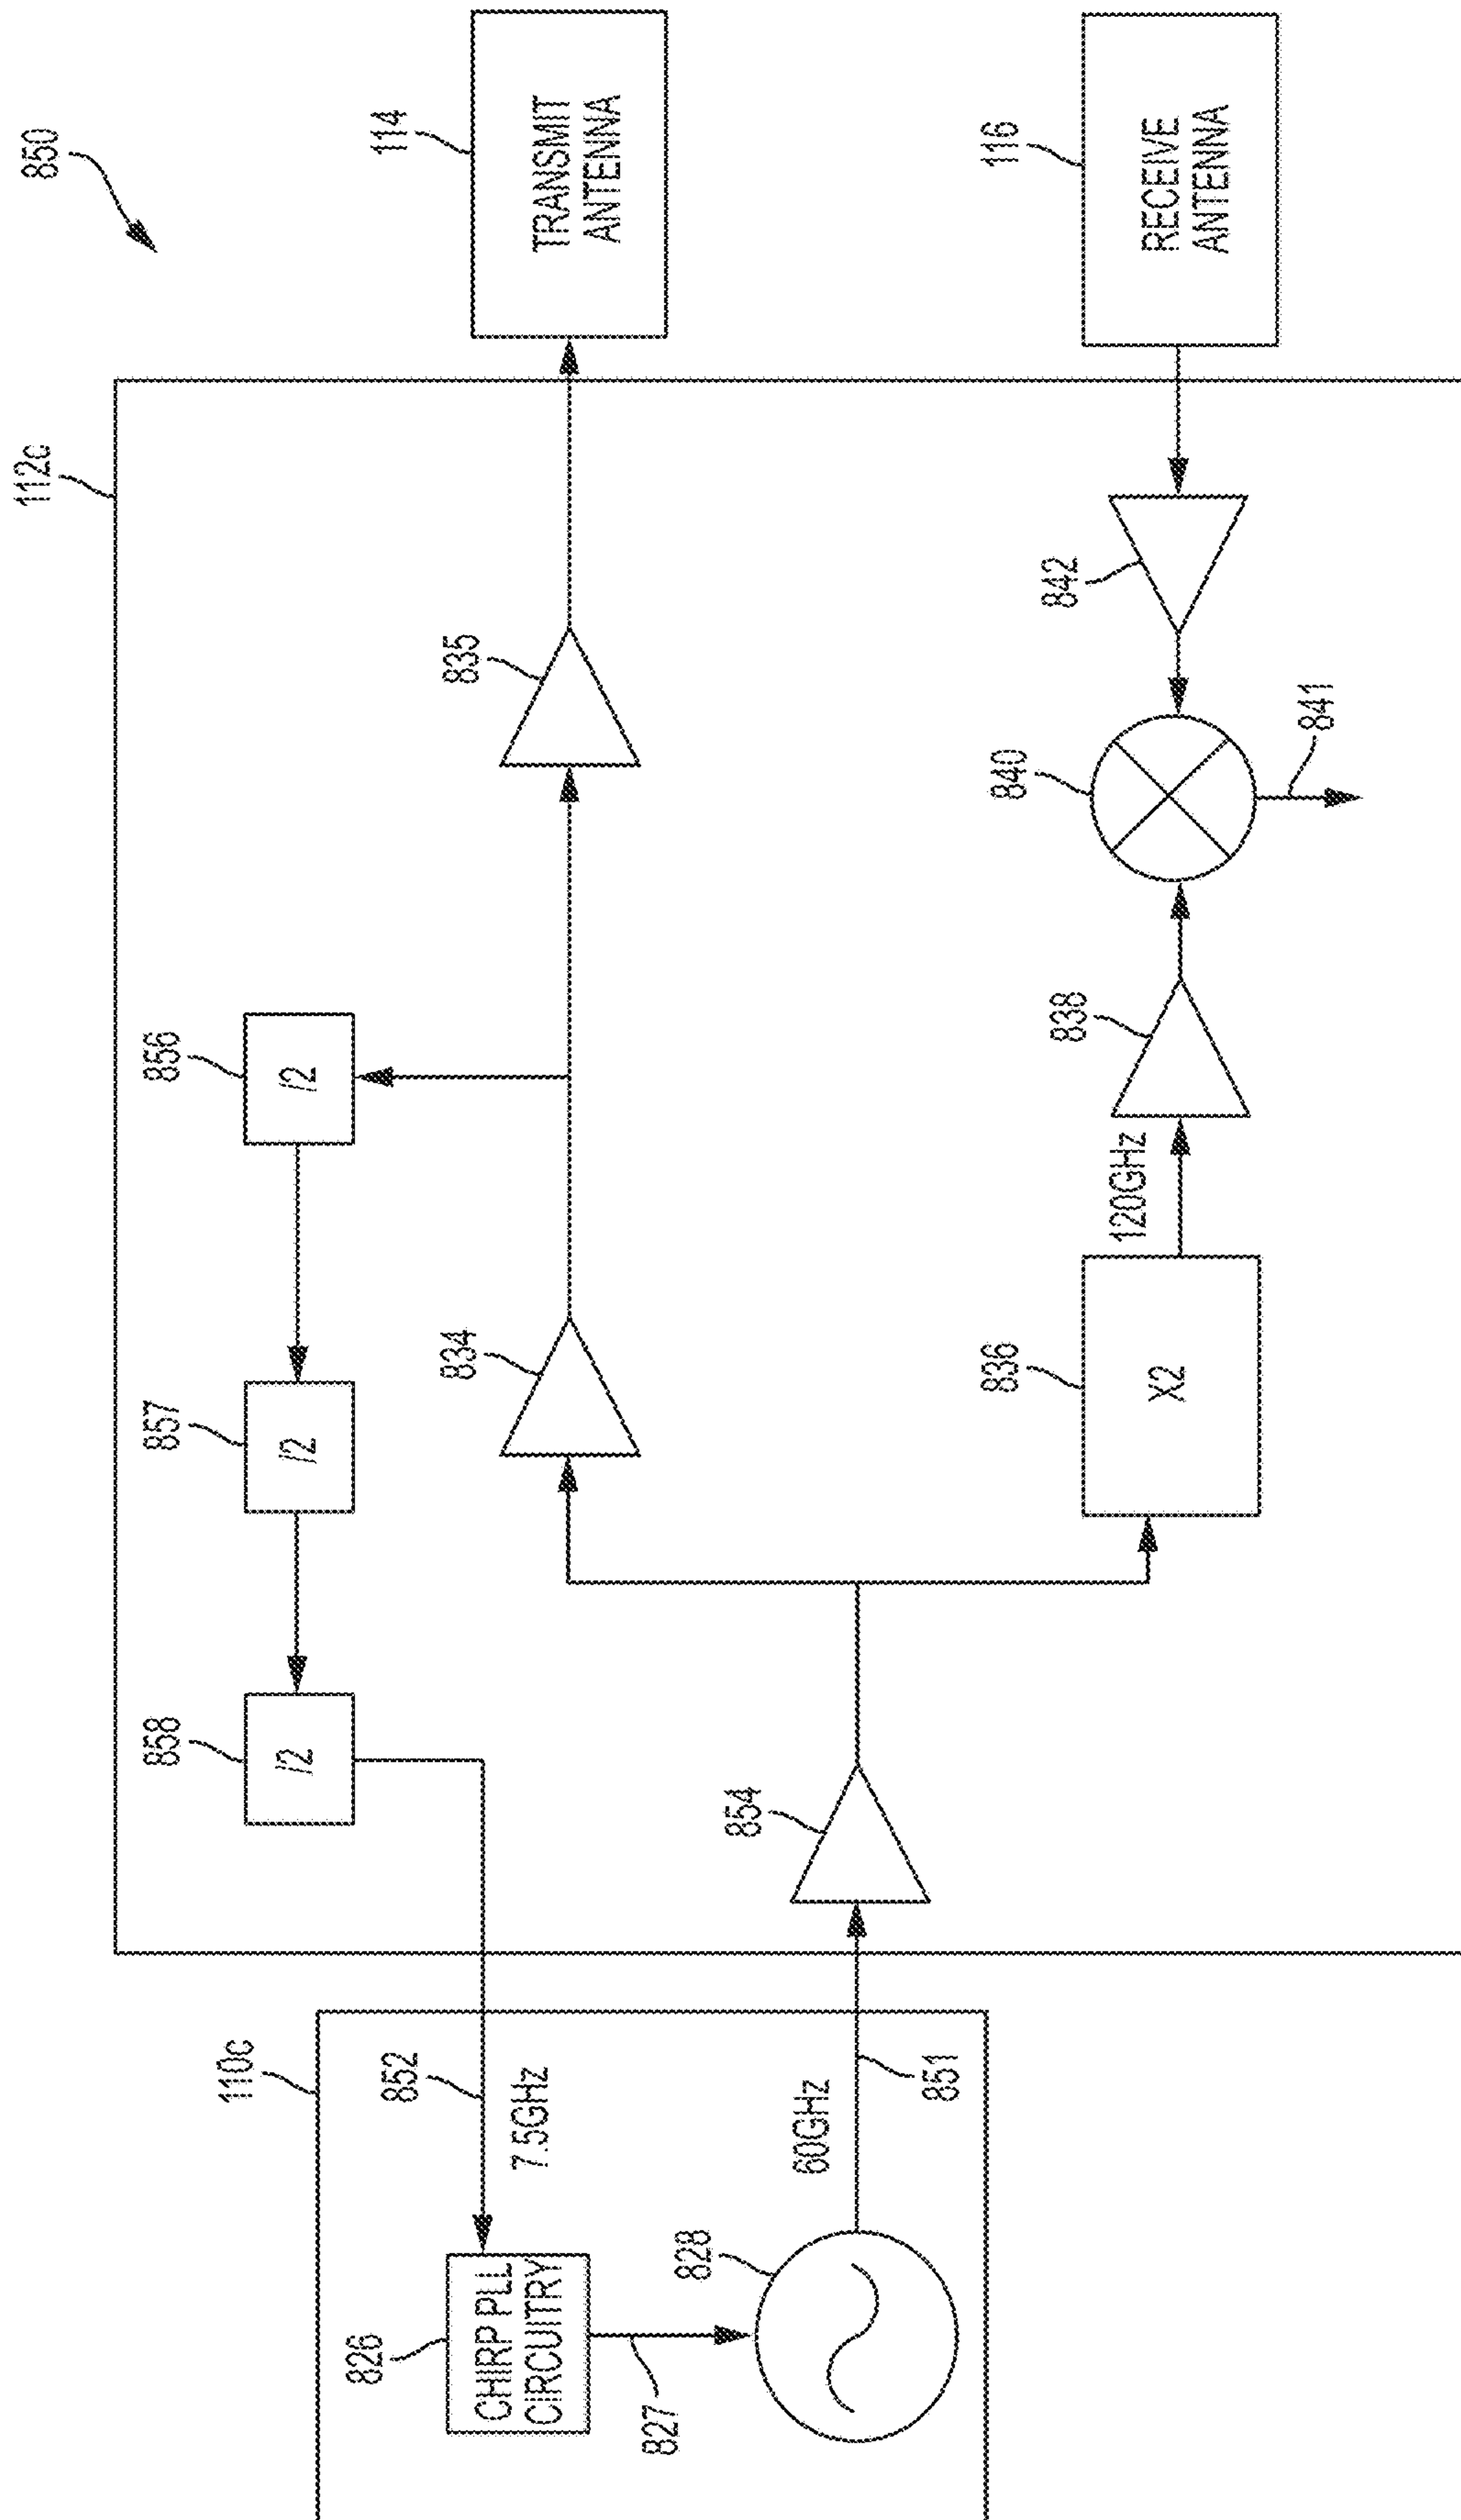 850
112c
110c
826
CHIRP PLL
CIRCUITRY
827
828
852
7.5GHz
60GHz
851
858
/2
857
/2
856
/2
854
834
835
114
TRANSMIT
ANTENNA
836
X2
120GHz
838
840
841
842
116
RECEIVE
ANTENNA